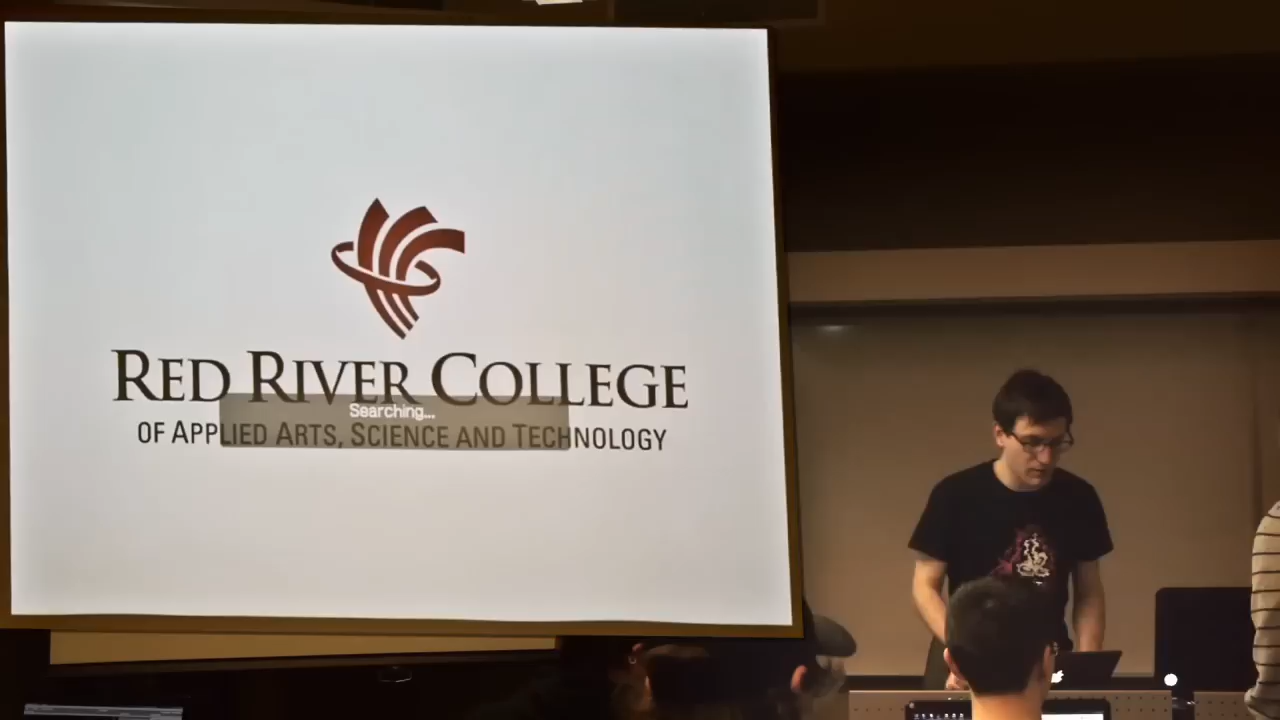 RED RIVER COLLEGE
Searching...
OF APPLIED ARTS, SCIENCE AND TECHNOLOGY